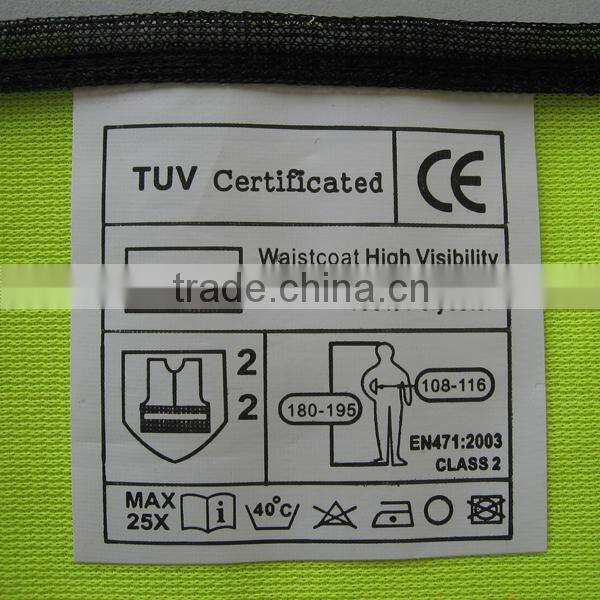 TUV Certificated
CE
Waistcoat High Visibility
trade.china.cn
2
2
180-195
108-116
EN471:2003
CLASS 2
MAX
25X
i
40°C